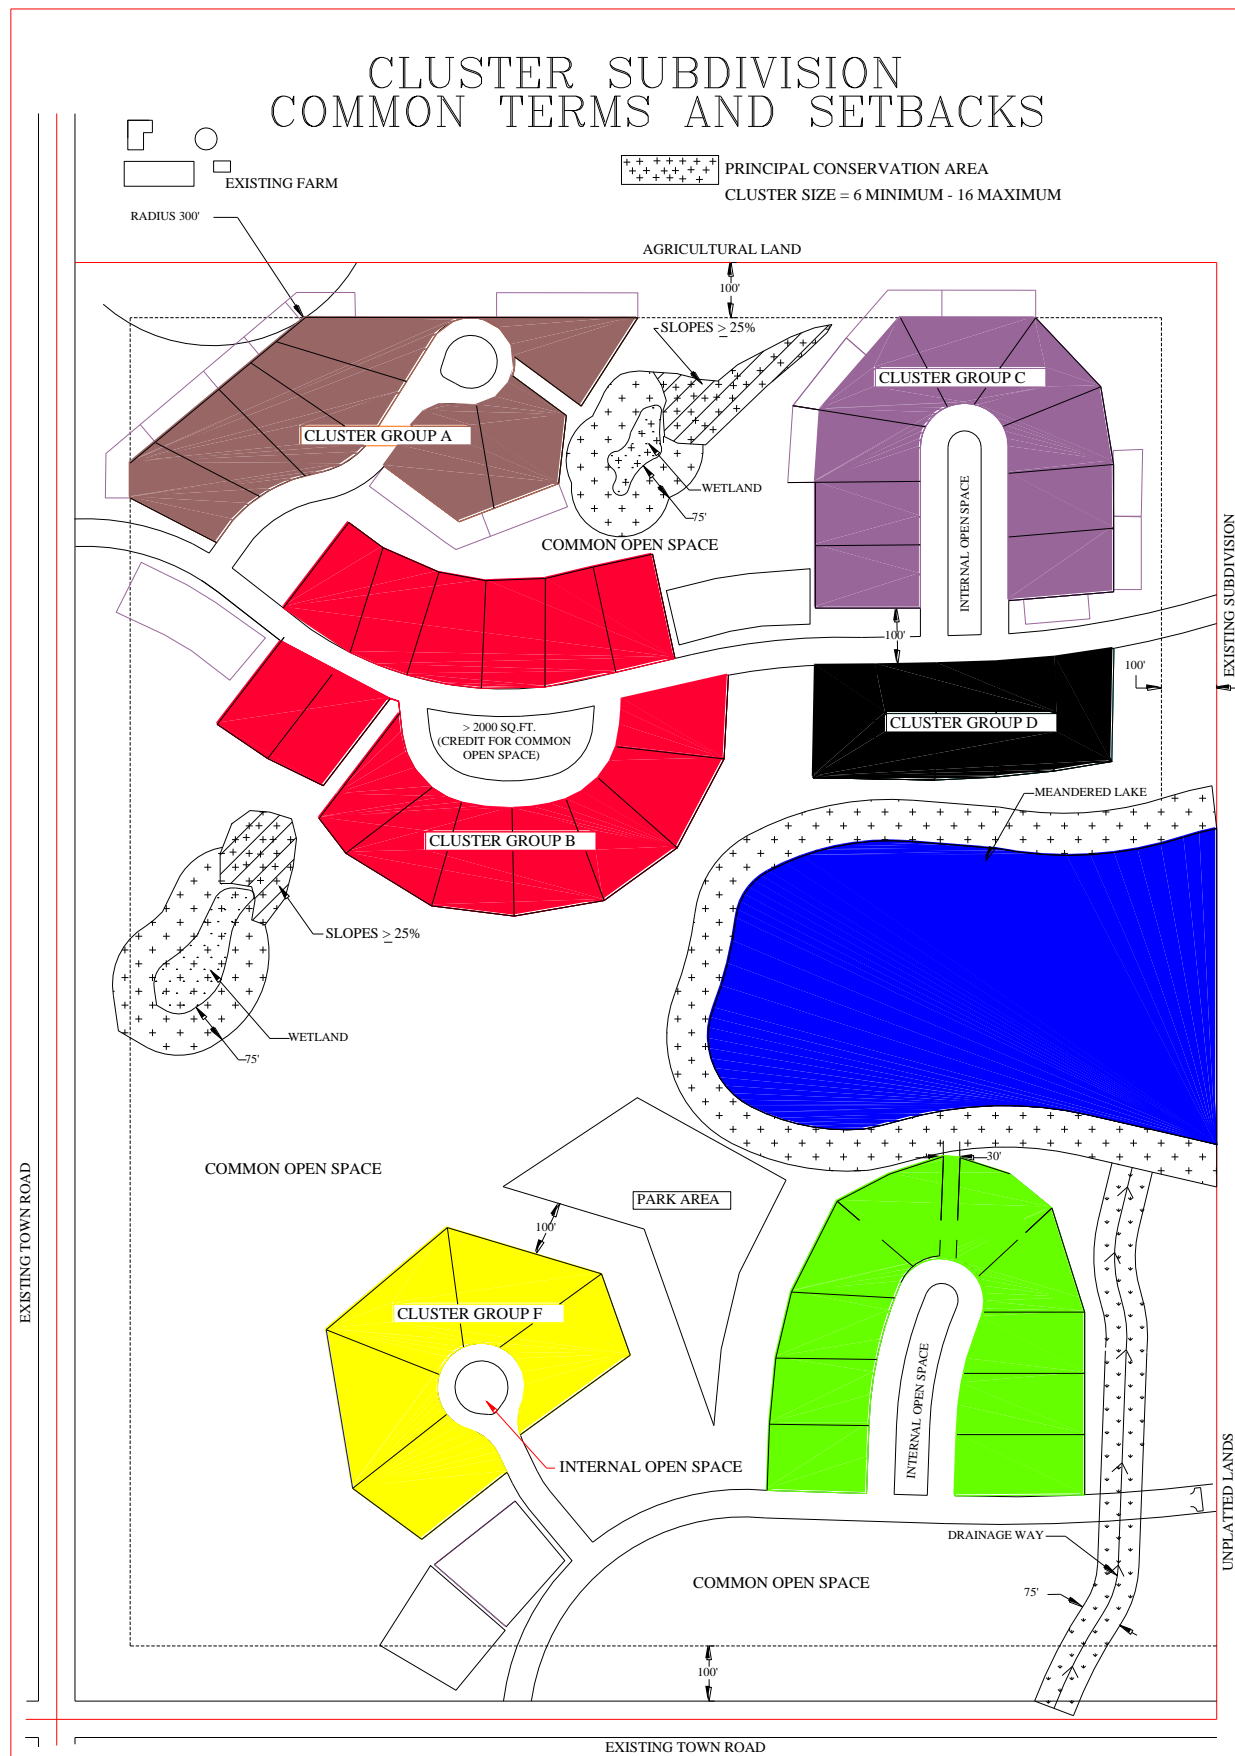 CLUSTER SUBDIVISION
COMMON TERMS AND SETBACKS
EXISTING FARM
PRINCIPAL CONSERVATION AREA
CLUSTER SIZE = 6 MINIMUM - 16 MAXIMUM
RADIUS 300'
AGRICULTURAL LAND
100'
SLOPES ≥ 25%
CLUSTER GROUP C
CLUSTER GROUP A
WETLAND
75'
COMMON OPEN SPACE
INTERNAL OPEN SPACE
EXISTING SUBDIVISION
100'
100'
CLUSTER GROUP D
> 2000 SQ.FT.
(CREDIT FOR COMMON
OPEN SPACE)
MEANDERED LAKE
CLUSTER GROUP B
SLOPES ≥ 25%
WETLAND
75'
COMMON OPEN SPACE
30'
PARK AREA
100'
EXISTING TOWN ROAD
CLUSTER GROUP F
INTERNAL OPEN SPACE
INTERNAL OPEN SPACE
UNPLATTED LANDS
DRAINAGE WAY
COMMON OPEN SPACE
75'
100'
EXISTING TOWN ROAD